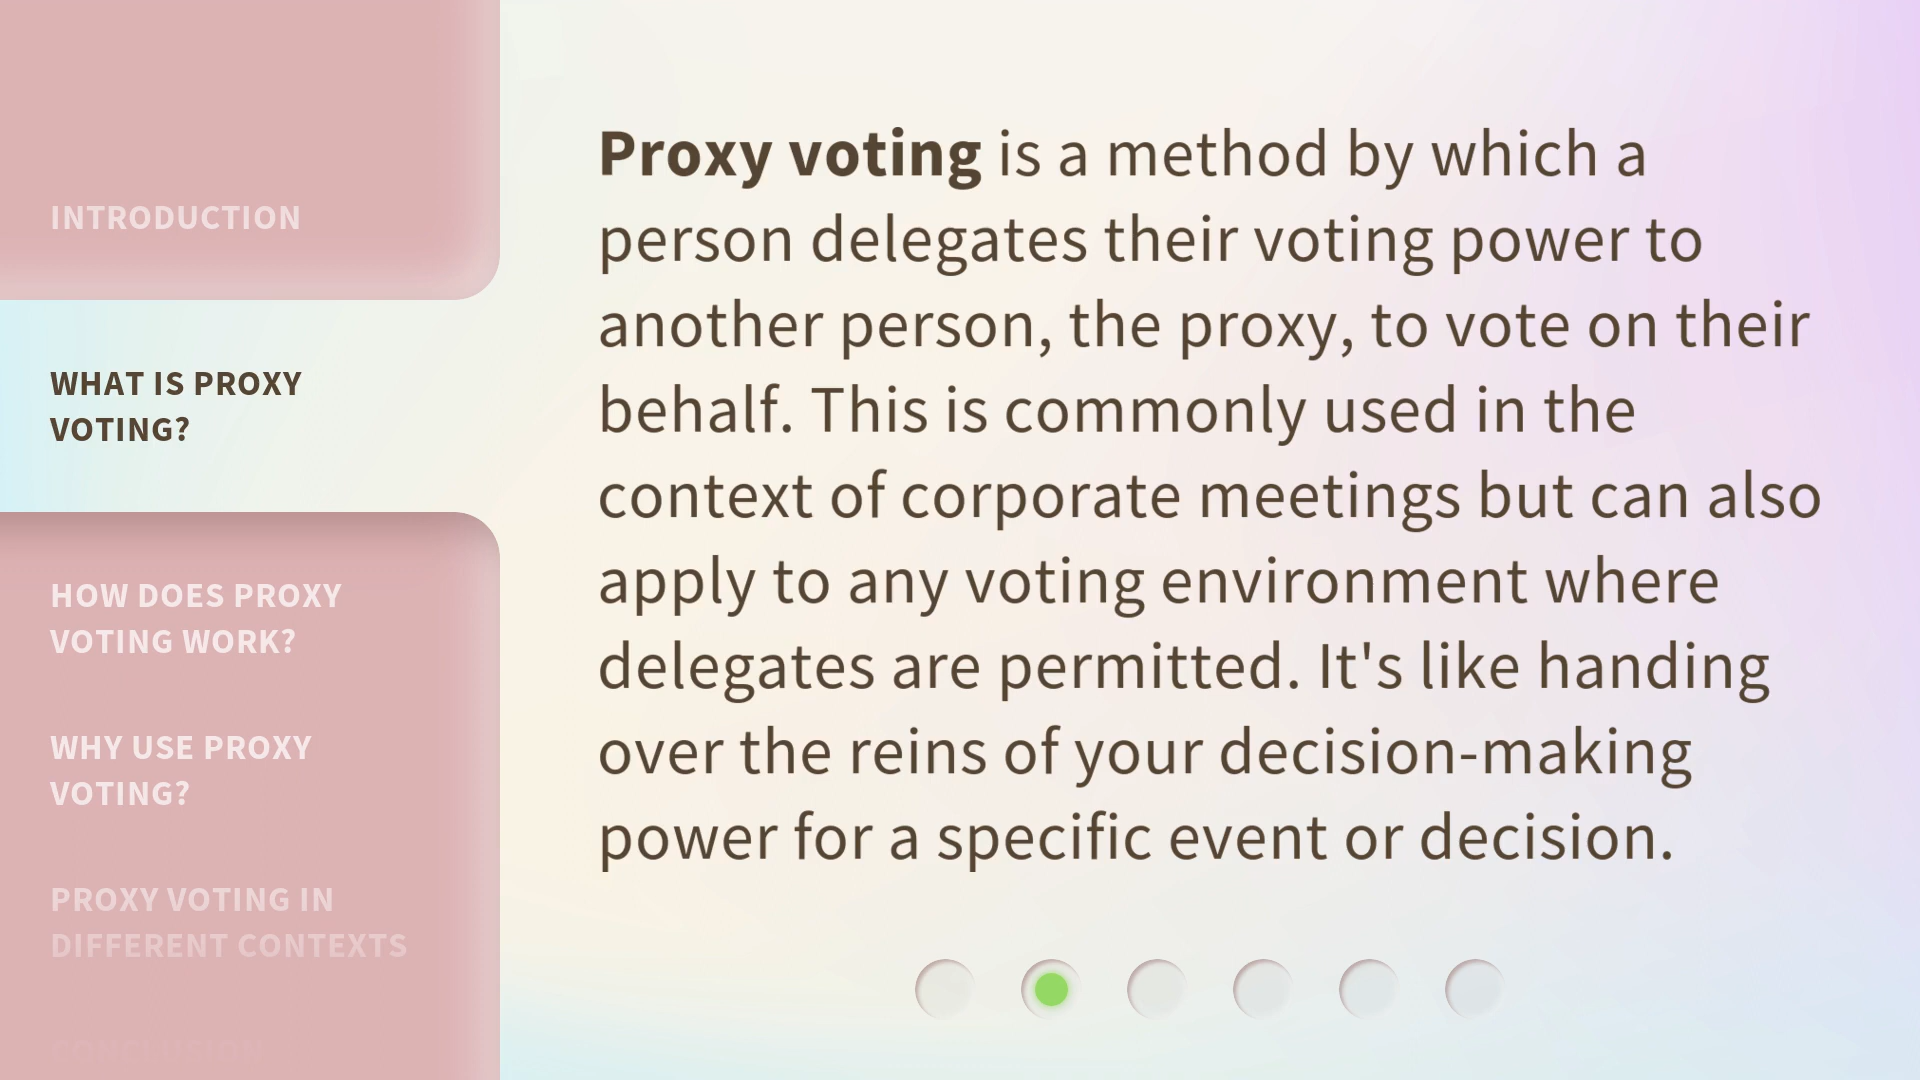 INTRODUCTION
WHAT IS PROXY
VOTING?
HOW DOES PROXY
VOTING WORK?
WHY USE PROXY
VOTING?
PROXY VOTING IN
DIFFERENT CONTEXTS
CONCLUSION
Proxy voting is a method by which a
person delegates their voting power to
another person, the proxy, to vote on their
behalf. This is commonly used in the
context of corporate meetings but can also
apply to any voting environment where
delegates are permitted. It's like handing
over the reins of your decision-making
power for a specific event or decision.